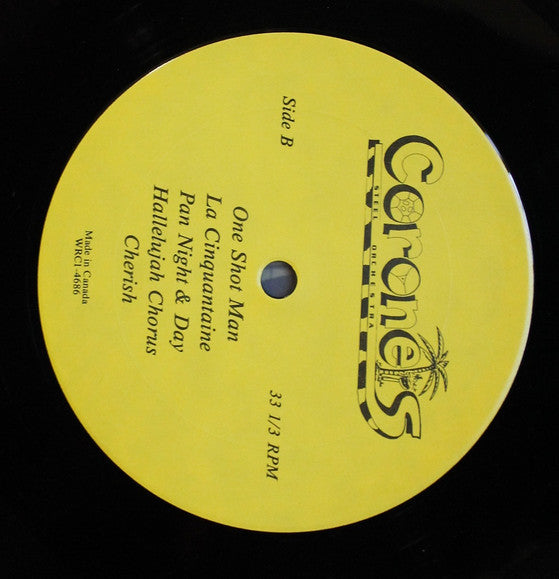 Coronets
STEEL ORCHESTRA
Side B
33 1/3 RPM
One Shot Man
La Cinquantaine
Pan Night & Day
Hallelujah Chorus
Cherish
Made in Canada
WRC1-4686